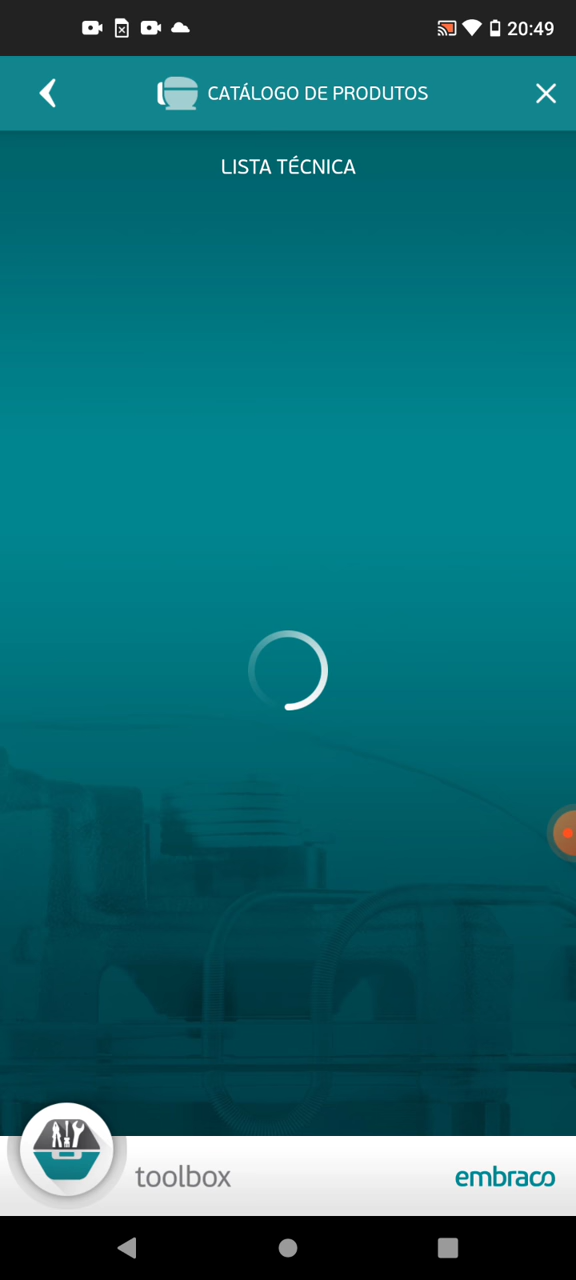 20:49
CATÁLOGO DE PRODUTOS
LISTA TÉCNICA
toolbox
embraco